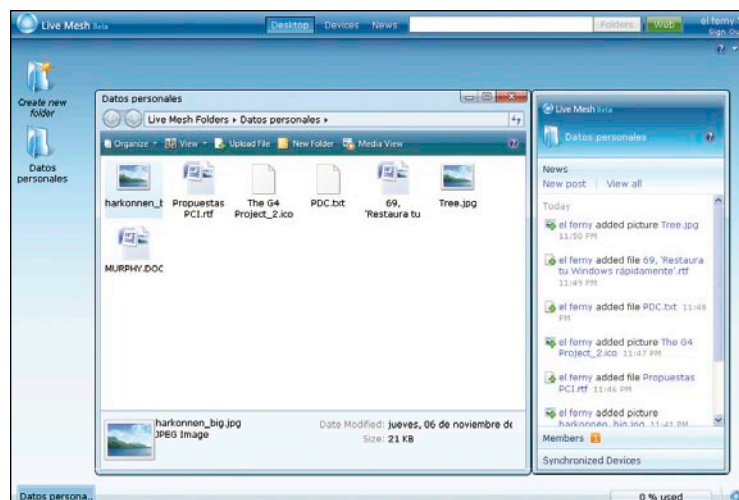 Live Mesh Beta
Desktop Devices News
Folders Web
el ferny
Sign Ou
Create new
folder
Datos
personales
Datos personales
Live Mesh Folders ▸ Datos personales ▸
Organize View Upload File New Folder Media View
harkonnen_b
Propuestas
PCI.rtf
The G4
Project_2.ico
PDC.txt
69,
'Restaura tu
Tree.jpg
MURPHY.DOC
harkonnen_big.jpg
JPEG Image
Date Modified: jueves, 06 de noviembre de
Size: 21 KB
Live Mesh Beta
Datos personales
News
New post | View all
Today
el ferny added picture Tree.jpg
11:50 PM
el ferny added file 69, 'Restaura
tu Windows rápidamente'.rtf
11:49 PM
el ferny added file PDC.txt 11:48
PM
el ferny added picture The G4
Project_2.ico 11:47 PM
el ferny added file Propuestas
PCI.rtf 11:46 PM
el ferny added picture
harkonnen_big.jpg 11:41 PM
Members
Synchronized Devices
Datos persona..
0 % used